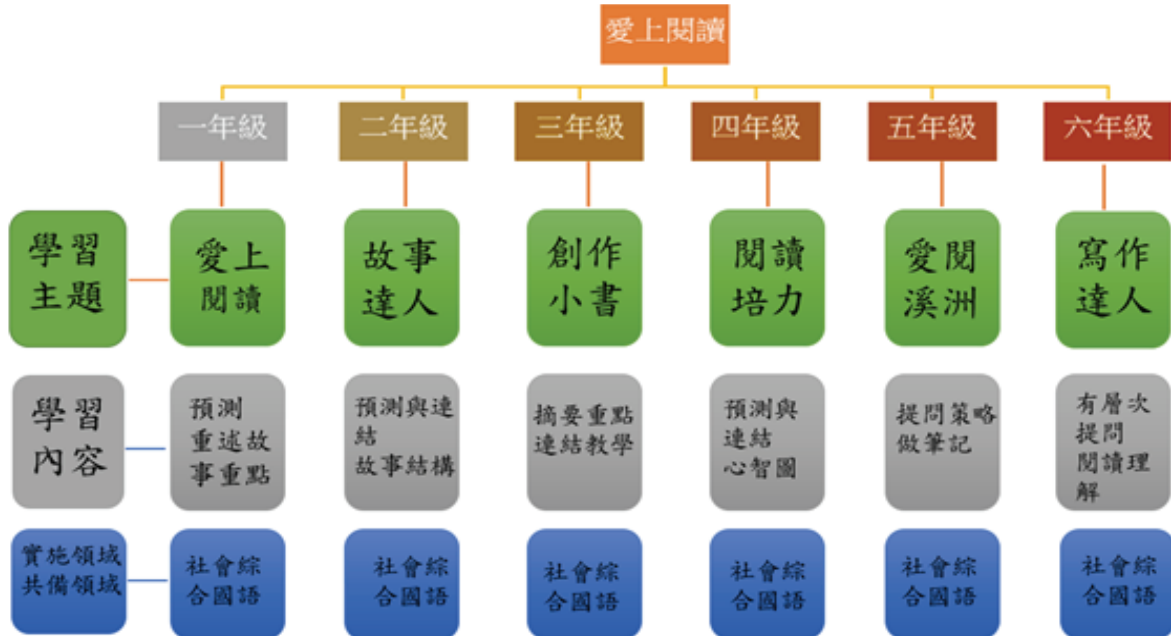 愛上閱讀
一年級
二年級
三年級
四年級
五年級
六年級
學習
主題
愛上
閱讀
故事
達人
創作
小書
閱讀
培力
愛閱
溪洲
寫作
達人
學習
內容
預測
重述故
事重點
預測與連
結
故事結構
摘要重點
連結教學
預測與
連結
心智圖
提問策略
做筆記
有層次
提問
閱讀理
解
實施領域
共備領域
社會綜
合國語
社會綜
合國語
社會綜
合國語
社會綜
合國語
社會綜
合國語
社會綜
合國語